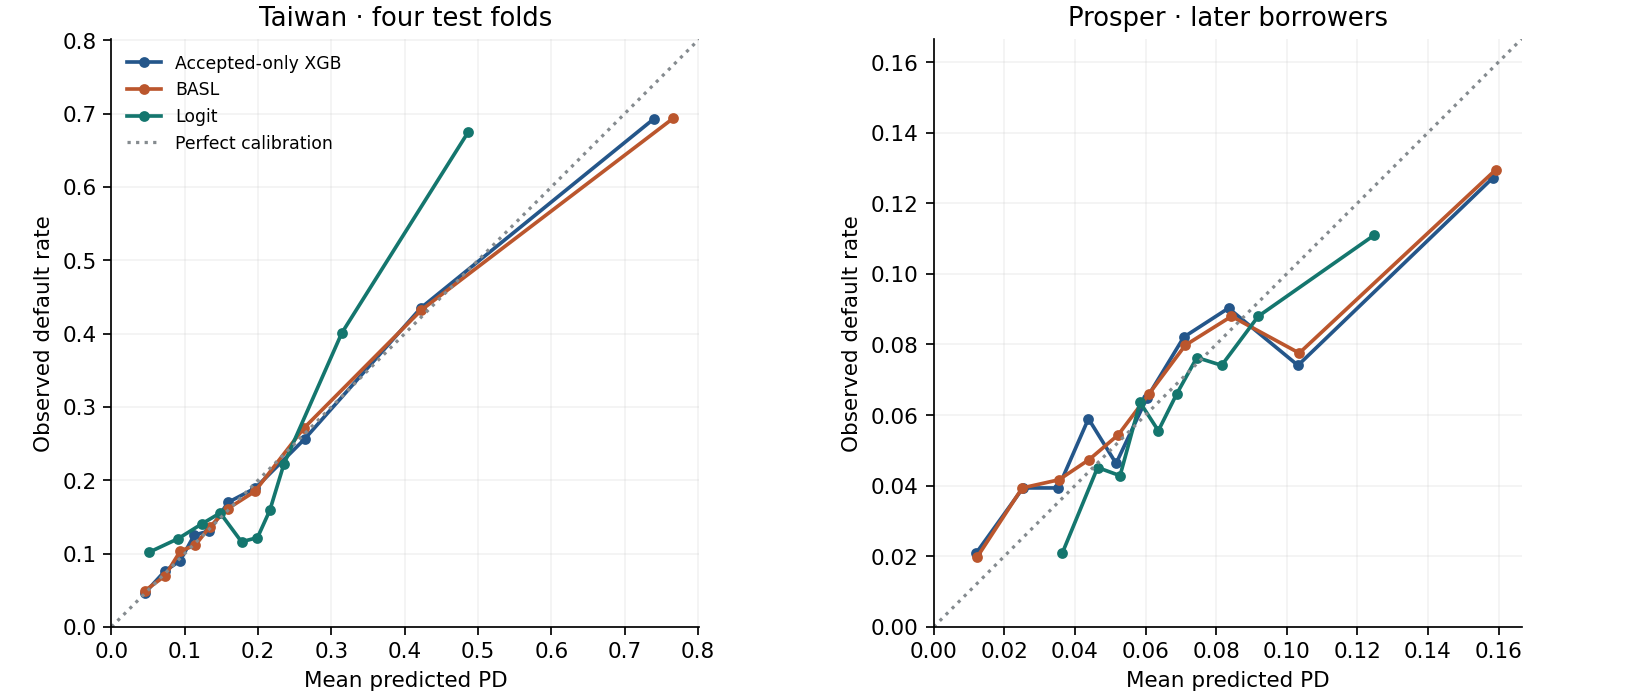 Taiwan · four test folds
Accepted-only XGB
BASL
Logit
Perfect calibration
0.8
0.7
0.6
0.5
0.4
0.3
0.2
0.1
0.0
Observed default rate
0.0 0.1 0.2 0.3 0.4 0.5 0.6 0.7 0.8
Mean predicted PD
Prosper · later borrowers
0.16
0.14
0.12
0.10
0.08
0.06
0.04
0.02
0.00
Observed default rate
0.00 0.02 0.04 0.06 0.08 0.10 0.12 0.14 0.16
Mean predicted PD